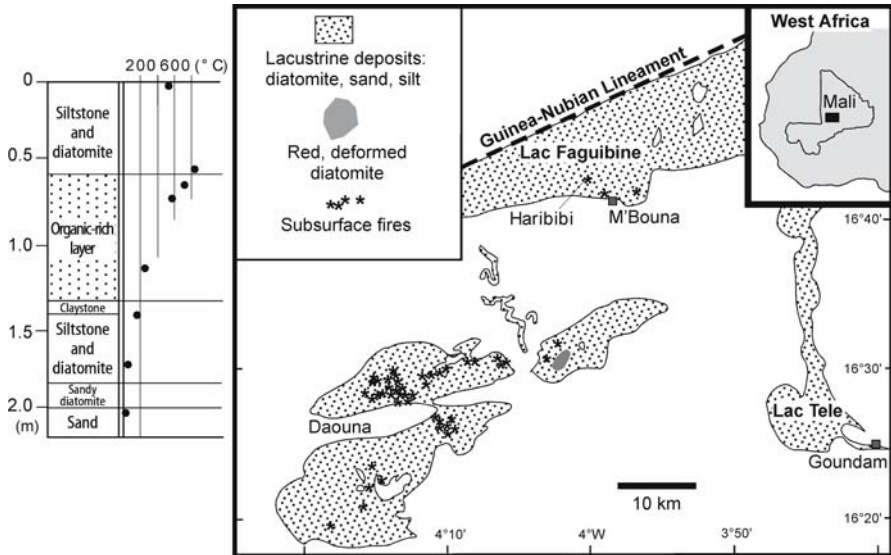 200 600 (° C)
0
Siltstone
and
diatomite
0.5
Organic-rich
layer
1.0
Claystone
1.5
Siltstone
and
diatomite
Sandy
diatomite
2.0
(m)
Sand
Lacustrine deposits:
diatomite, sand, silt
Red, deformed
diatomite
Subsurface fires
Guinea-Nubian Lineament
Lac Faguibine
Haribibi
M'Bouna
West Africa
Mali
16°40'
16°30'
Daouna
Lac Tele
Goundam
10 km
16°20'
4°10'
4°W
3°50'